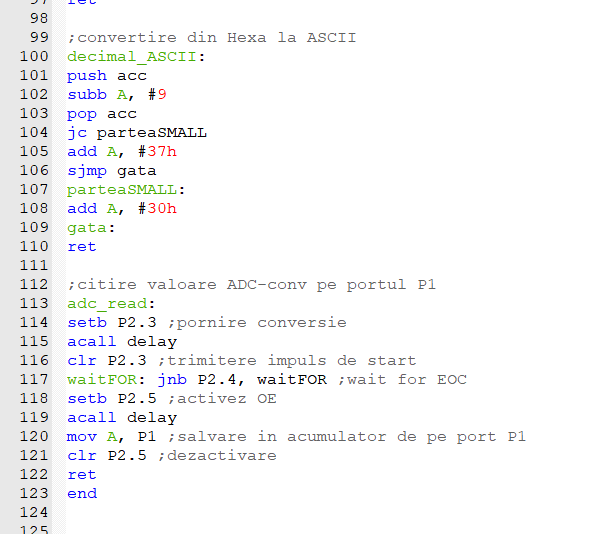 97 ret
98
99 ;convertire din Hexa la ASCII
100 decimal_ASCII:
101 push acc
102 subb A, #9
103 pop acc
104 jc parteaSMALL
105 add A, #37h
106 sjmp gata
107 parteaSMALL:
108 add A, #30h
109 gata:
110 ret
111
112 ;citire valoare ADC-conv pe portul P1
113 adc_read:
114 setb P2.3 ;pornire conversie
115 acall delay
116 clr P2.3 ;trimitere impuls de start
117 waitFOR: jnb P2.4, waitFOR ;wait for EOC
118 setb P2.5 ;activez OE
119 acall delay
120 mov A, P1 ;salvare in acumulator de pe port P1
121 clr P2.5 ;dezactivare
122 ret
123 end
124
125